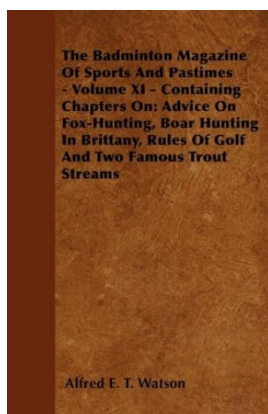 The Badminton Magazine
Of Sports And Pastimes
- Volume XI - Containing
Chapters On: Advice On
Fox-Hunting, Boar Hunting
In Brittany, Rules Of Golf
And Two Famous Trout
Streams
Alfred E. T. Watson